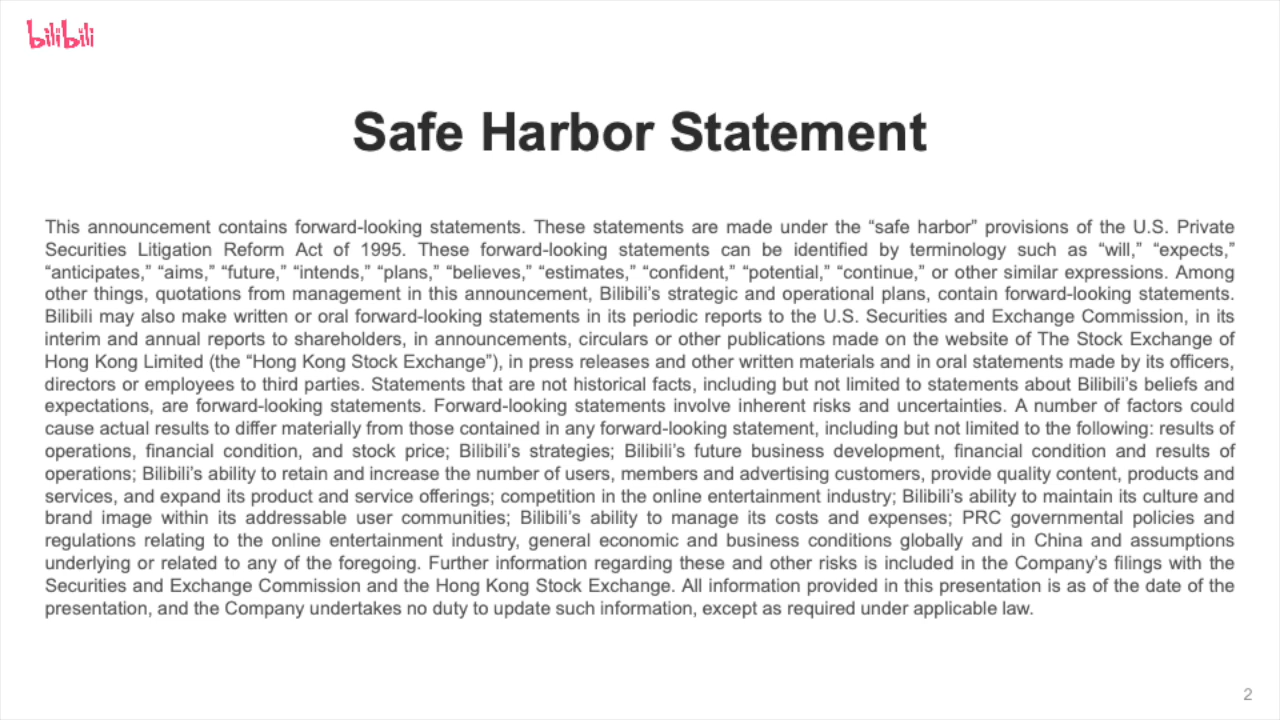 bilibili
Safe Harbor Statement
This announcement contains forward-looking statements. These statements are made under the “safe harbor” provisions of the U.S. Private
Securities Litigation Reform Act of 1995. These forward-looking statements can be identified by terminology such as “will,” “expects,”
“anticipates,” “aims,” “future,” “intends,” “plans,” “believes,” “estimates,” “confident,” “potential,” “continue,” or other similar expressions. Among
other things, quotations from management in this announcement, Bilibili’s strategic and operational plans, contain forward-looking statements.
Bilibili may also make written or oral forward-looking statements in its periodic reports to the U.S. Securities and Exchange Commission, in its
interim and annual reports to shareholders, in announcements, circulars or other publications made on the website of The Stock Exchange of
Hong Kong Limited (the “Hong Kong Stock Exchange”), in press releases and other written materials and in oral statements made by its officers,
directors or employees to third parties. Statements that are not historical facts, including but not limited to statements about Bilibili’s beliefs and
expectations, are forward-looking statements. Forward-looking statements involve inherent risks and uncertainties. A number of factors could
cause actual results to differ materially from those contained in any forward-looking statement, including but not limited to the following: results of
operations, financial condition, and stock price; Bilibili’s strategies; Bilibili’s future business development, financial condition and results of
operations; Bilibili’s ability to retain and increase the number of users, members and advertising customers, provide quality content, products and
services, and expand its product and service offerings; competition in the online entertainment industry; Bilibili’s ability to maintain its culture and
brand image within its addressable user communities; Bilibili’s ability to manage its costs and expenses; PRC governmental policies and
regulations relating to the online entertainment industry, general economic and business conditions globally and in China and assumptions
underlying or related to any of the foregoing. Further information regarding these and other risks is included in the Company’s filings with the
Securities and Exchange Commission and the Hong Kong Stock Exchange. All information provided in this presentation is as of the date of the
presentation, and the Company undertakes no duty to update such information, except as required under applicable law.
2